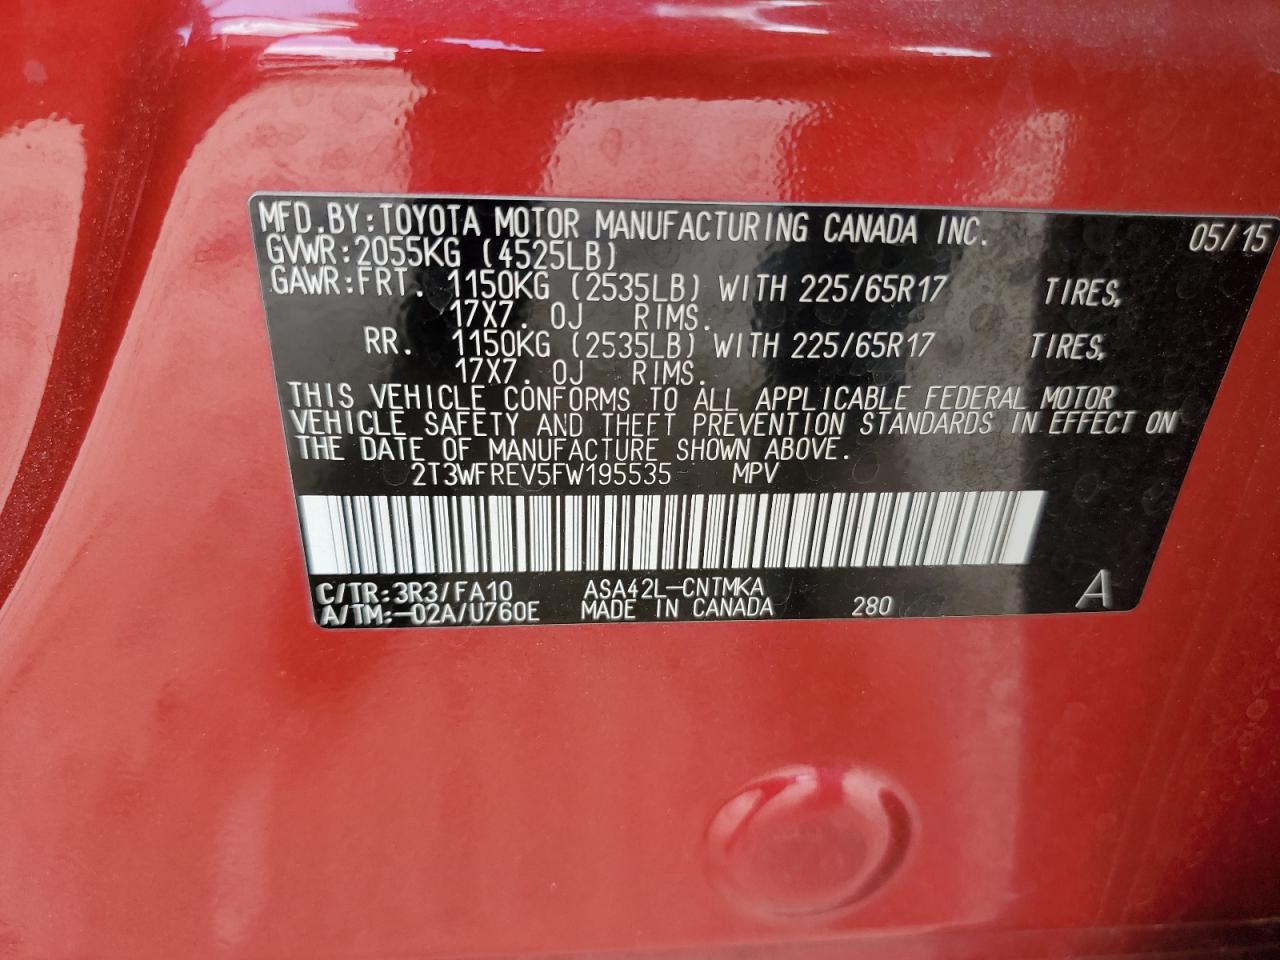 MFD.BY:TOYOTA MOTOR MANUFACTURING CANADA INC. 05/15
GVWR:2055KG (4525LB)
GAWR:FRT. 1150KG (2535LB) WITH 225/65R17 TIRES,
17X7. 0J RIMS.
RR. 1150KG (2535LB) WITH 225/65R17 TIRES,
17X7. 0J RIMS.
THIS VEHICLE CONFORMS TO ALL APPLICABLE FEDERAL MOTOR
VEHICLE SAFETY AND THEFT PREVENTION STANDARDS IN EFFECT ON
THE DATE OF MANUFACTURE SHOWN ABOVE.
2T3WFREV5FW195535 MPV
C/TR:3R3/FA10 ASA42L-CNTMKA A
A/TM:-02A/U760E MADE IN CANADA 280